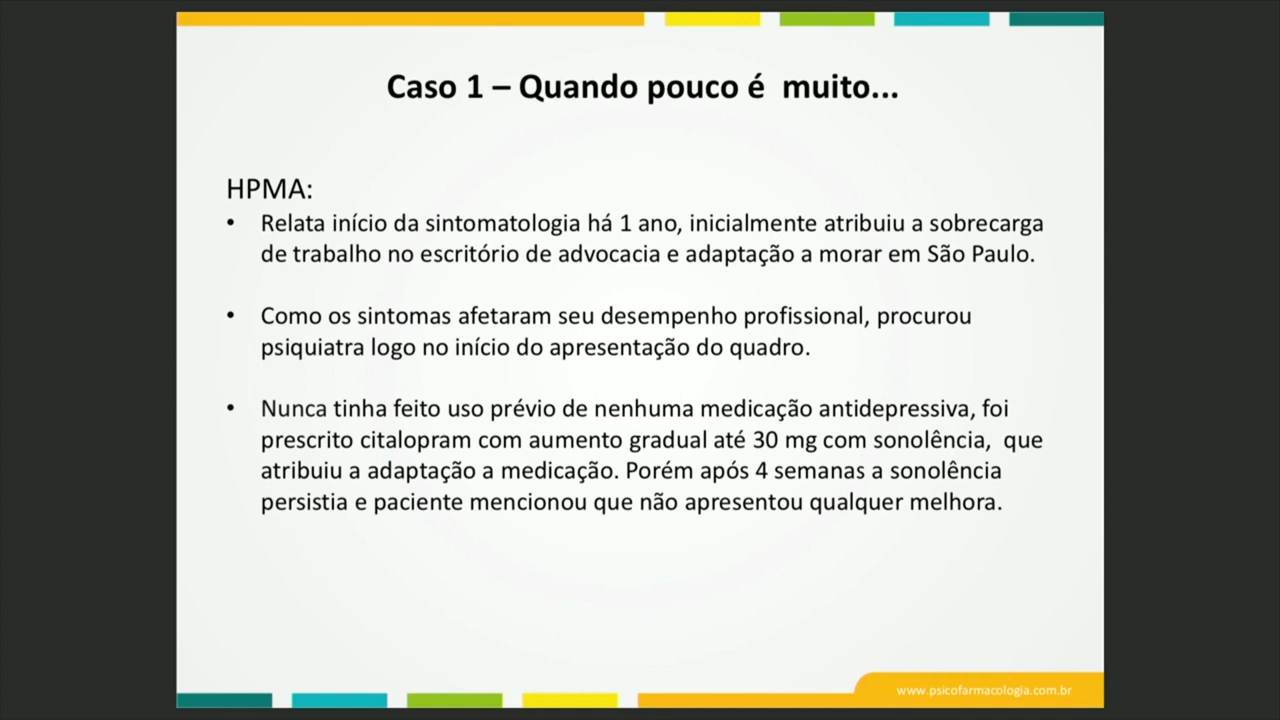 Caso 1 – Quando pouco é  muito...
HPMA:
• Relata início da sintomatologia há 1 ano, inicialmente atribuiu a sobrecarga
de trabalho no escritório de advocacia e adaptação a morar em São Paulo.
• Como os sintomas afetaram seu desempenho profissional, procurou
psiquiatra logo no início do apresentação do quadro.
• Nunca tinha feito uso prévio de nenhuma medicação antidepressiva, foi
prescrito citalopram com aumento gradual até 30 mg com sonolência,  que
atribuiu a adaptação a medicação. Porém após 4 semanas a sonolência
persistia e paciente mencionou que não apresentou qualquer melhora.
www.psicofarmacologia.com.br